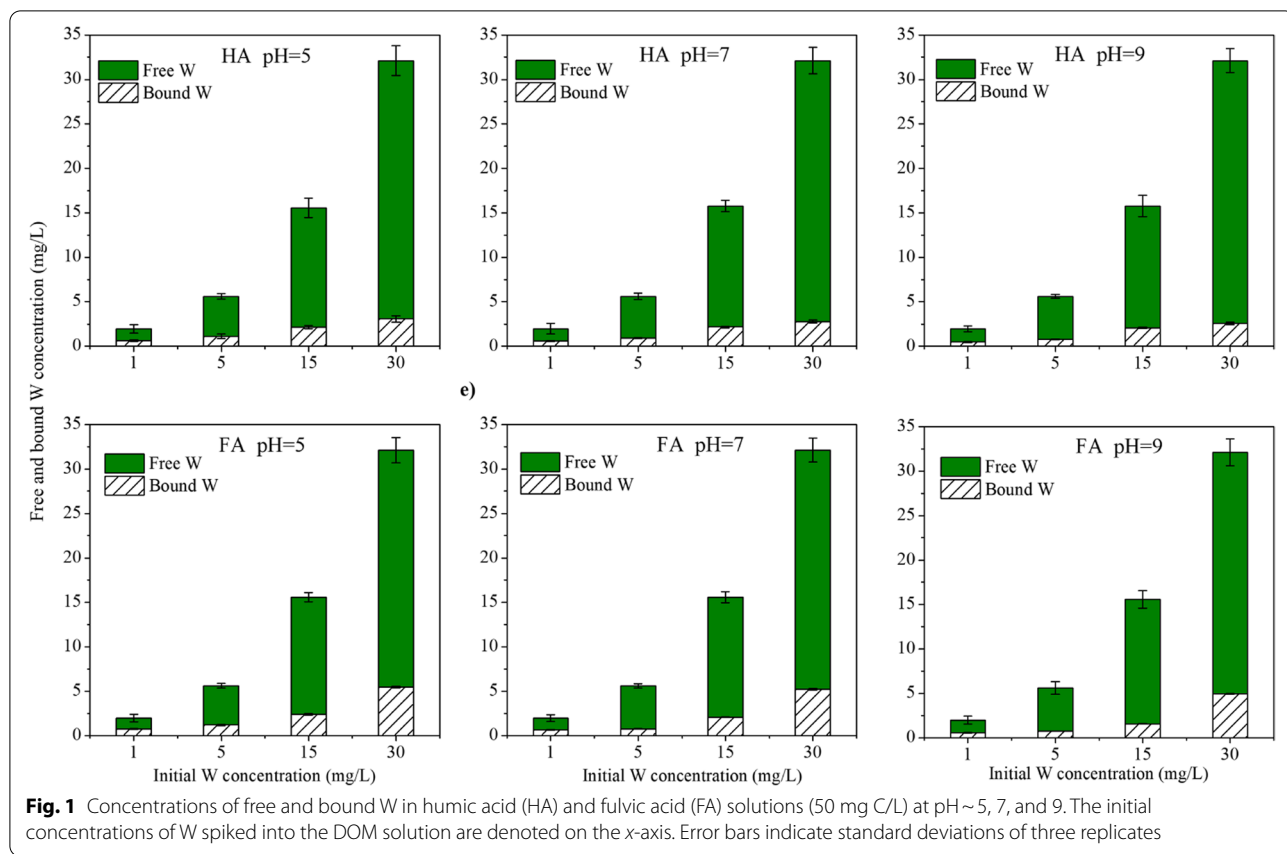 Free and bound W concentration (mg/L)
HA pH=5
Free W
Bound W
35
30
25
20
15
10
5
0
1 5 15 30
HA pH=7
Free W
Bound W
35
30
25
20
15
10
5
0
1 5 15 30
HA pH=9
Free W
Bound W
35
30
25
20
15
10
5
0
1 5 15 30
e)
FA pH=5
Free W
Bound W
35
30
25
20
15
10
5
0
1 5 15 30
Initial W concentration (mg/L)
FA pH=7
Free W
Bound W
35
30
25
20
15
10
5
0
1 5 15 30
Initial W concentration (mg/L)
FA pH=9
Free W
Bound W
35
30
25
20
15
10
5
0
1 5 15 30
Initial W concentration (mg/L)
Fig. 1 Concentrations of free and bound W in humic acid (HA) and fulvic acid (FA) solutions (50 mg C/L) at pH ~ 5, 7, and 9. The initial
concentrations of W spiked into the DOM solution are denoted on the x-axis. Error bars indicate standard deviations of three replicates